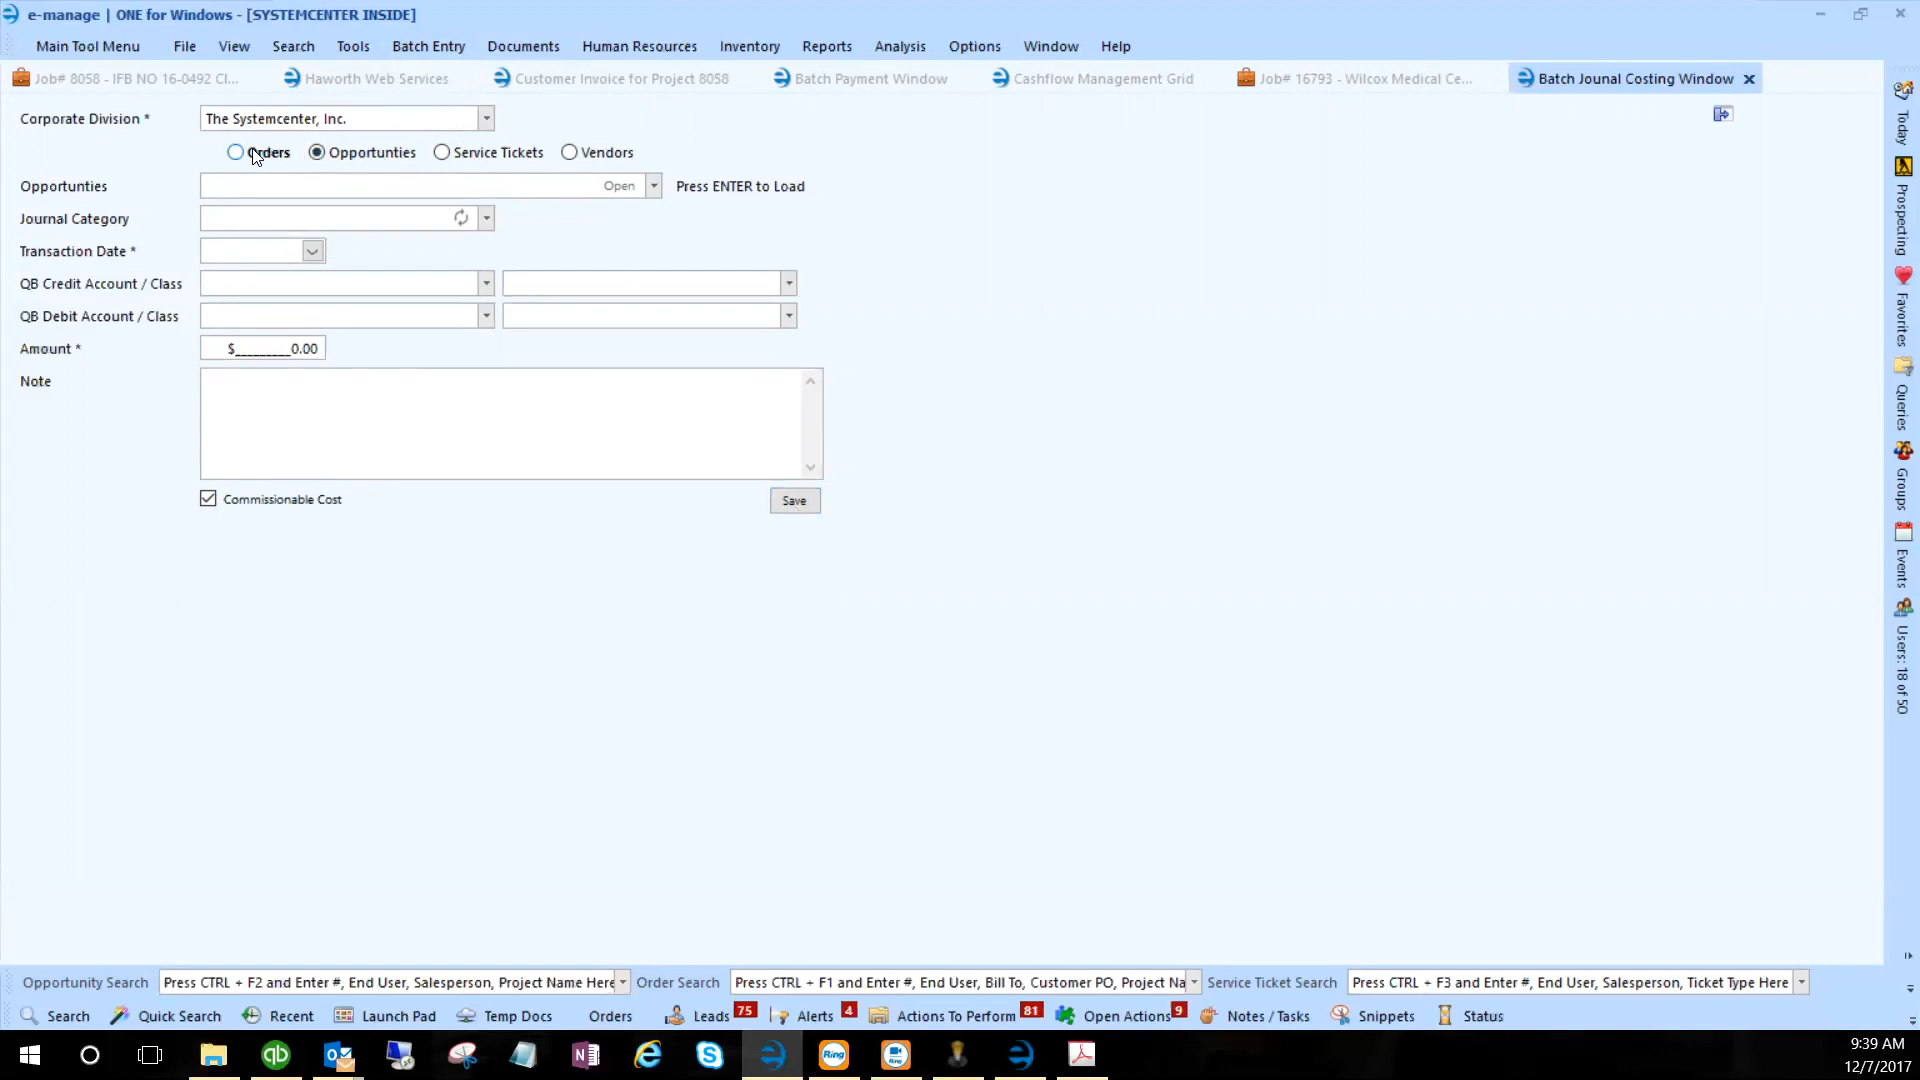 e-manage | ONE for Windows - [SYSTEMCENTER INSIDE]
Main Tool Menu File View Search Tools Batch Entry Documents Human Resources Inventory Reports Analysis Options Window Help
Job# 8058 - IFB NO 16-0492 Cl... Haworth Web Services Customer Invoice for Project 8058 Batch Payment Window Cashflow Management Grid Job# 16793 - Wilcox Medical Ce... Batch Jounal Costing Window
Corporate Division * The Systemcenter, Inc.
Orders Opportunties Service Tickets Vendors
Opportunties Open Press ENTER to Load
Journal Category
Transaction Date *
QB Credit Account / Class
QB Debit Account / Class
Amount * $_________0.00
Note
Commissionable Cost Save
Today
Prospecting
Favorites
Queries
Groups
Events
Users: 18 of 50
Opportunity Search Press CTRL + F2 and Enter #, End User, Salesperson, Project Name Here Order Search Press CTRL + F1 and Enter #, End User, Bill To, Customer PO, Project Na Service Ticket Search Press CTRL + F3 and Enter #, End User, Salesperson, Ticket Type Here
Search Quick Search Recent Launch Pad Temp Docs Orders Leads 75 Alerts 4 Actions To Perform 81 Open Actions 9 Notes / Tasks Snippets Status
qb Ring
9:39 AM
12/7/2017